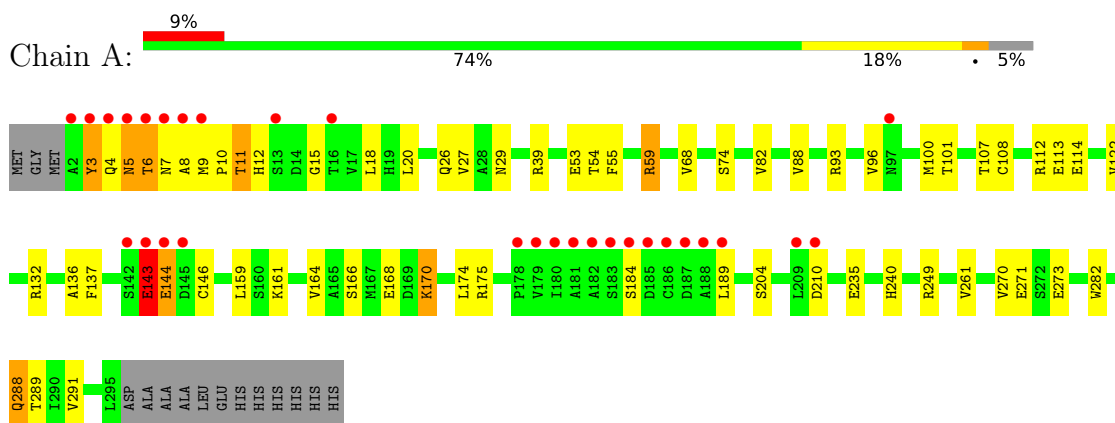 9%
Chain A:
74% 18% • 5%
MET GLY MET A2 Y3 Q4 N5 T6 N7 A8 M9 P10 T11 H12 S13 D14 G15 T16 V17 L18 H19 L20 Q26 V27 A28 N29 R39 E53 T54 F55 R59 V68 S74 V82 V88 R93 V96 N97 M100 T101 T107 C108 R112 E113 E114
R132 A136 F137 S142 E143 E144 D145 C146 L159 S160 K161 V164 A165 S166 M167 E168 D169 K170 L174 R175 P178 V179 I180 A181 A182 S183 S184 D185 C186 D187 A188 L189 S204 L209 D210 E235 H240 R249 V261 V270 E271 S272 E273 W282
Q288 T289 I290 V291 L295 ASP ALA ALA ALA LEU GLU HIS HIS HIS HIS HIS HIS